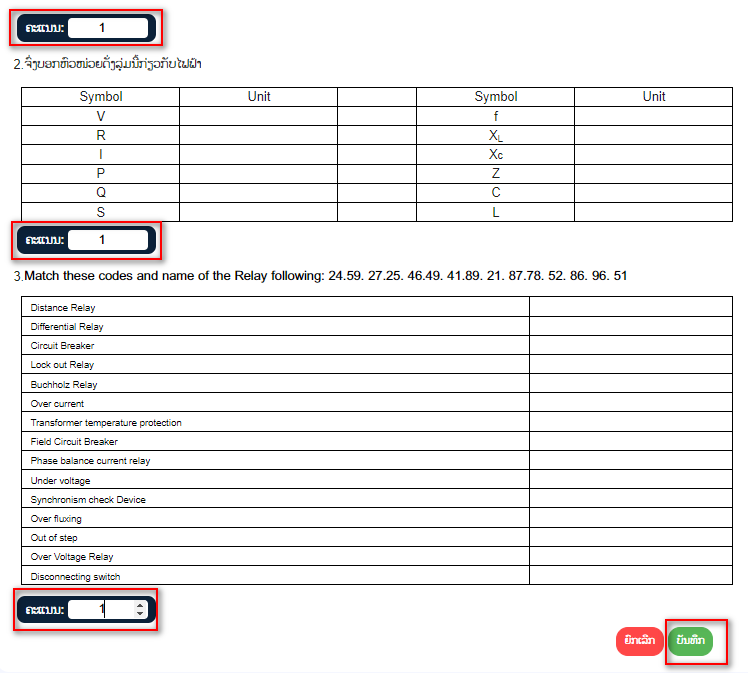 ຄະແນນ: 1
2.ຈົ່ງບອກຫົວໜ່ວຍດັ່ງລຸ່ມນີ້ກ່ຽວກັບໄຟຟ້າ
Symbol Unit Symbol Unit
V f
R XL
I Xc
P Z
Q C
S L
ຄະແນນ: 1
3.Match these codes and name of the Relay following: 24.59. 27.25. 46.49. 41.89. 21. 87.78. 52. 86. 96. 51
Distance Relay
Differential Relay
Circuit Breaker
Lock out Relay
Buchholz Relay
Over current
Transformer temperature protection
Field Circuit Breaker
Phase balance current relay
Under voltage
Synchronism check Device
Over fluxing
Out of step
Over Voltage Relay
Disconnecting switch
ຄະແນນ: 1
ຍົກເລີກ ບັນທຶກ